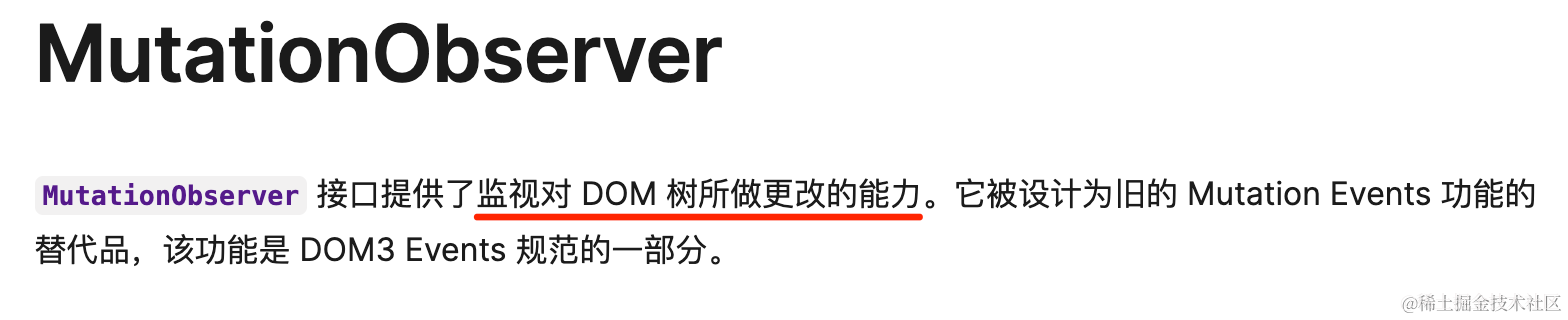 MutationObserver
MutationObserver 接口提供了监视对 DOM 树所做更改的能力。它被设计为旧的 Mutation Events 功能的
替代品，该功能是 DOM3 Events 规范的一部分。
@稀土掘金技术社区